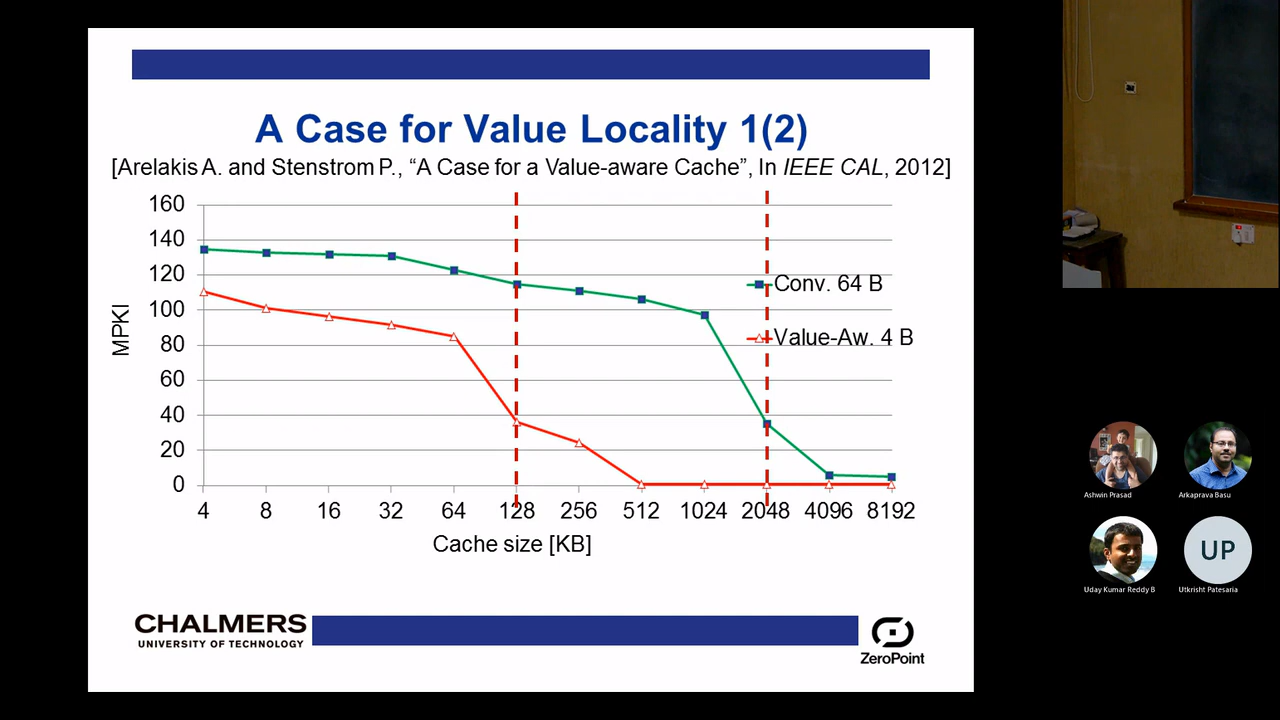 A Case for Value Locality 1(2)
[Arelakis A. and Stenstrom P., “A Case for a Value-aware Cache”, In IEEE CAL, 2012]
160
140
120
100
80
60
40
20
0
MPKI
Conv. 64 B
Value-Aw. 4 B
4 8 16 32 64 128 256 512 1024 2048 4096 8192
Cache size [KB]
CHALMERS
UNIVERSITY OF TECHNOLOGY
ZeroPoint
Ashwin Prasad
Arkaprava Basu
UP
Uday Kumar Reddy B
Utkrisht Patesaria